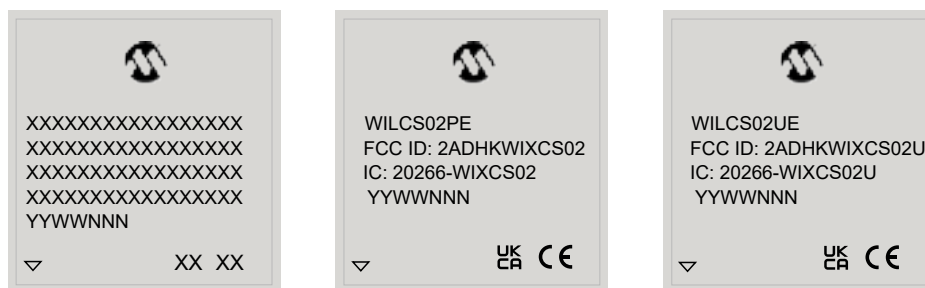 XXXXXXXXXXXXXXXXX
XXXXXXXXXXXXXXXXX
XXXXXXXXXXXXXXXXX
XXXXXXXXXXXXXXXXX
YYWWNNN
XX XX
WILCS02PE
FCC ID: 2ADHKWIXCS02
IC: 20266-WIXCS02
YYWWNNN
UK
CA CE
WILCS02UE
FCC ID: 2ADHKWIXCS02U
IC: 20266-WIXCS02U
YYWWNNN
UK
CA CE